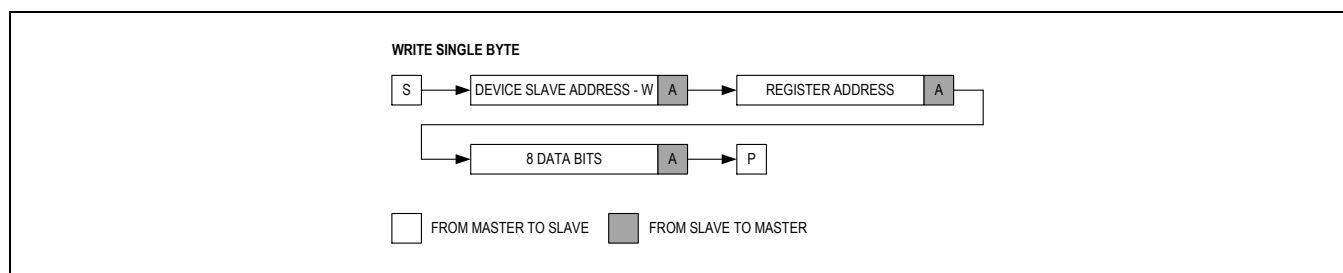 WRITE SINGLE BYTE
S DEVICE SLAVE ADDRESS - W A REGISTER ADDRESS A
8 DATA BITS A P
FROM MASTER TO SLAVE FROM SLAVE TO MASTER